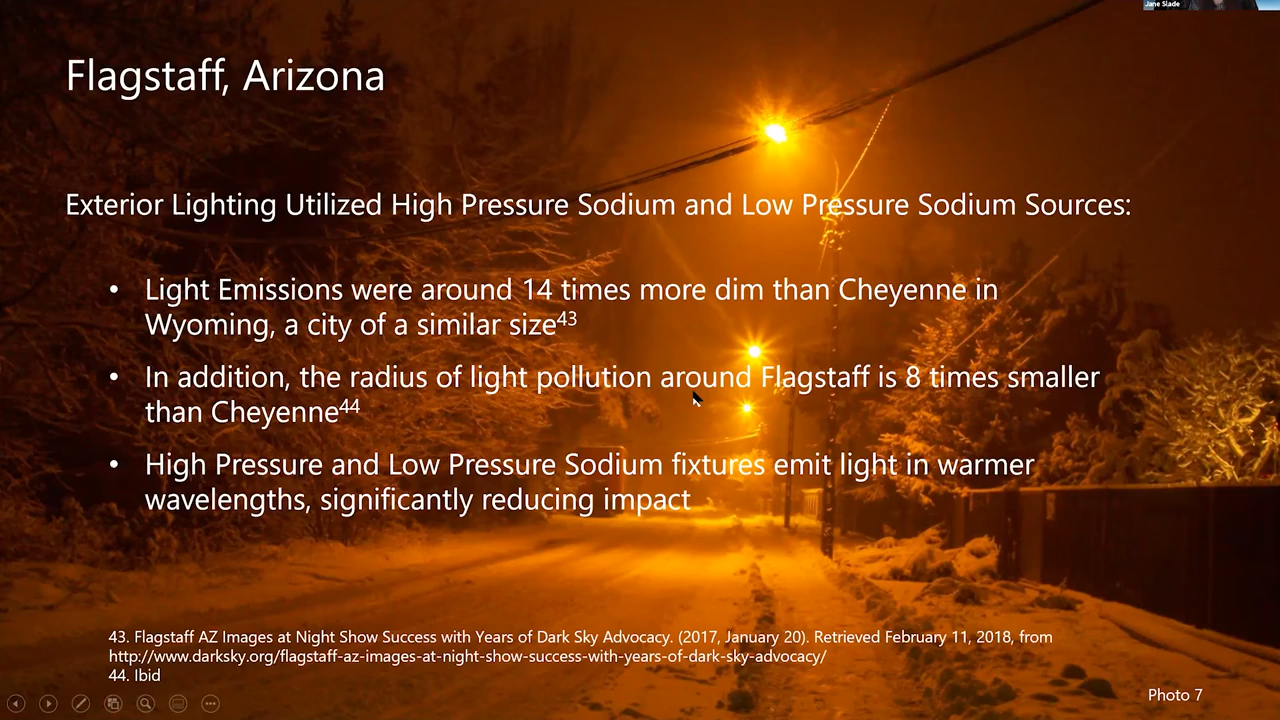 Jane Slade
Flagstaff, Arizona
Exterior Lighting Utilized High Pressure Sodium and Low Pressure Sodium Sources:
• Light Emissions were around 14 times more dim than Cheyenne in
Wyoming, a city of a similar size43
• In addition, the radius of light pollution around Flagstaff is 8 times smaller
than Cheyenne44
• High Pressure and Low Pressure Sodium fixtures emit light in warmer
wavelengths, significantly reducing impact
43. Flagstaff AZ Images at Night Show Success with Years of Dark Sky Advocacy. (2017, January 20). Retrieved February 11, 2018, from
http://www.darksky.org/flagstaff-az-images-at-night-show-success-with-years-of-dark-sky-advocacy/
44. Ibid
Photo 7